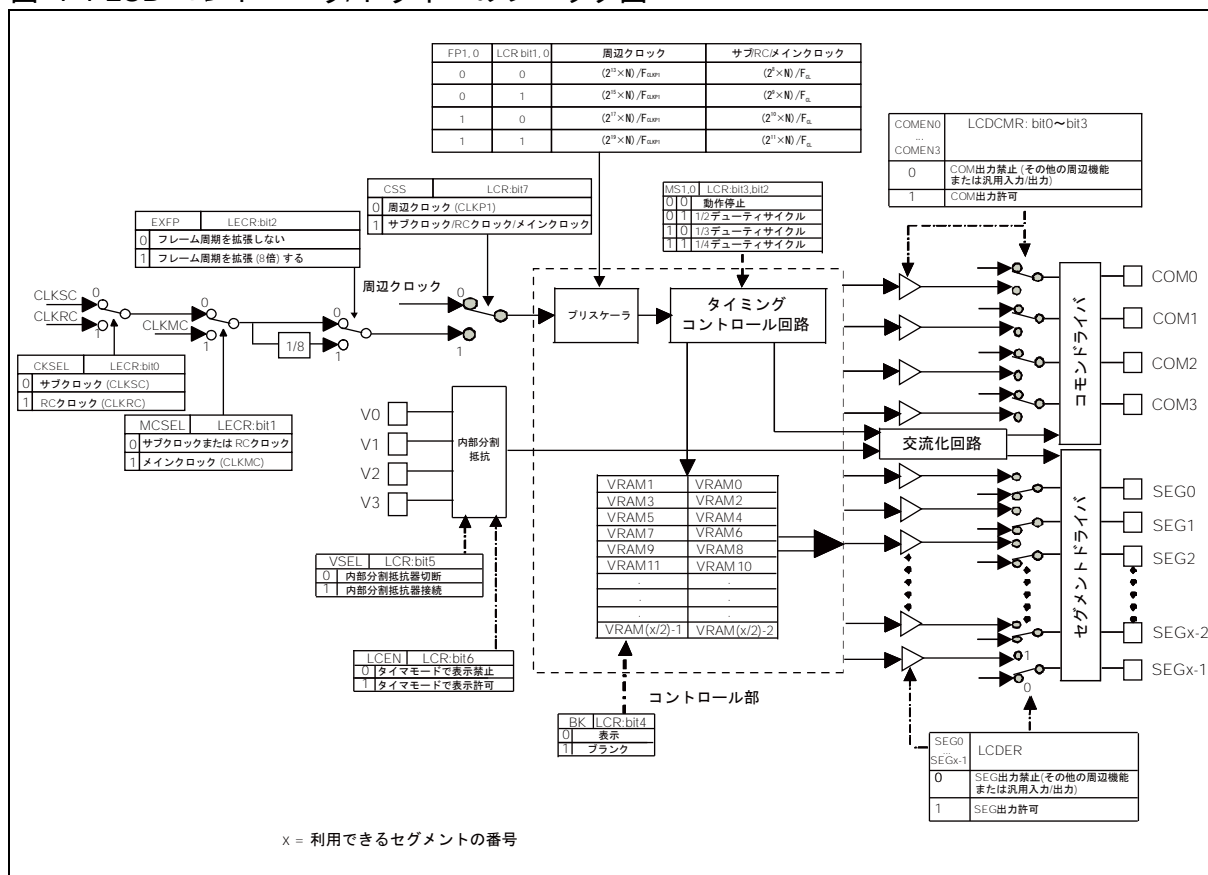 FP1, 0 LCR bit1, 0 周辺クロック サブ/RC/メインクロック
0 0 (2¹³×N)/F_CLKP1 (2⁸×N)/F_CL
0 1 (2¹⁵×N)/F_CLKP1 (2⁹×N)/F_CL
1 0 (2¹⁷×N)/F_CLKP1 (2¹⁰×N)/F_CL
1 1 (2¹⁹×N)/F_CLKP1 (2¹¹×N)/F_CL
COMEN0
...
COMEN3
LCDCMR: bit0～bit3
0 COM出力禁止 (その他の周辺機能
または汎用入力/出力)
1 COM出力許可
CSS LCR:bit7
0 周辺クロック (CLKP1)
1 サブクロック/RCクロック/メインクロック
MS1,0 LCR:bit3,bit2
0 0 動作停止
0 1 1/2デューティサイクル
1 0 1/3デューティサイクル
1 1 1/4デューティサイクル
EXFP LECR:bit2
0 フレーム周期を拡張しない
1 フレーム周期を拡張 (8倍) する
周辺クロック
0
1
CLKSC
CLKRC
0
1
CLKMC
0
1
1/8
0
1
プリスケーラ
タイミング
コントロール回路
COM0
COM1
COM2
COM3
コモンドライバ
CKSEL LECR:bit0
0 サブクロック (CLKSC)
1 RCクロック (CLKRC)
MCSEL LECR:bit1
0 サブクロックまたは RCクロック
1 メインクロック (CLKMC)
V0
V1
V2
V3
内部分割
抵抗
交流化回路
VRAM1 VRAM0
VRAM3 VRAM2
VRAM5 VRAM4
VRAM7 VRAM6
VRAM9 VRAM8
VRAM11 VRAM10
. .
. .
. .
VRAM(x/2)-1 VRAM(x/2)-2
SEG0
SEG1
SEG2
SEGx-2
SEGx-1
セグメントドライバ
1
0
VSEL LCR:bit5
0 内部分割抵抗器切断
1 内部分割抵抗器接続
LCEN LCR:bit6
0 タイマモードで表示禁止
1 タイマモードで表示許可
コントロール部
BK LCR:bit4
0 表示
1 ブランク
SEG0
...
SEGx-1
LCDER
0 SEG出力禁止(その他の周辺機能
または汎用入力/出力)
1 SEG出力許可
x = 利用できるセグメントの番号